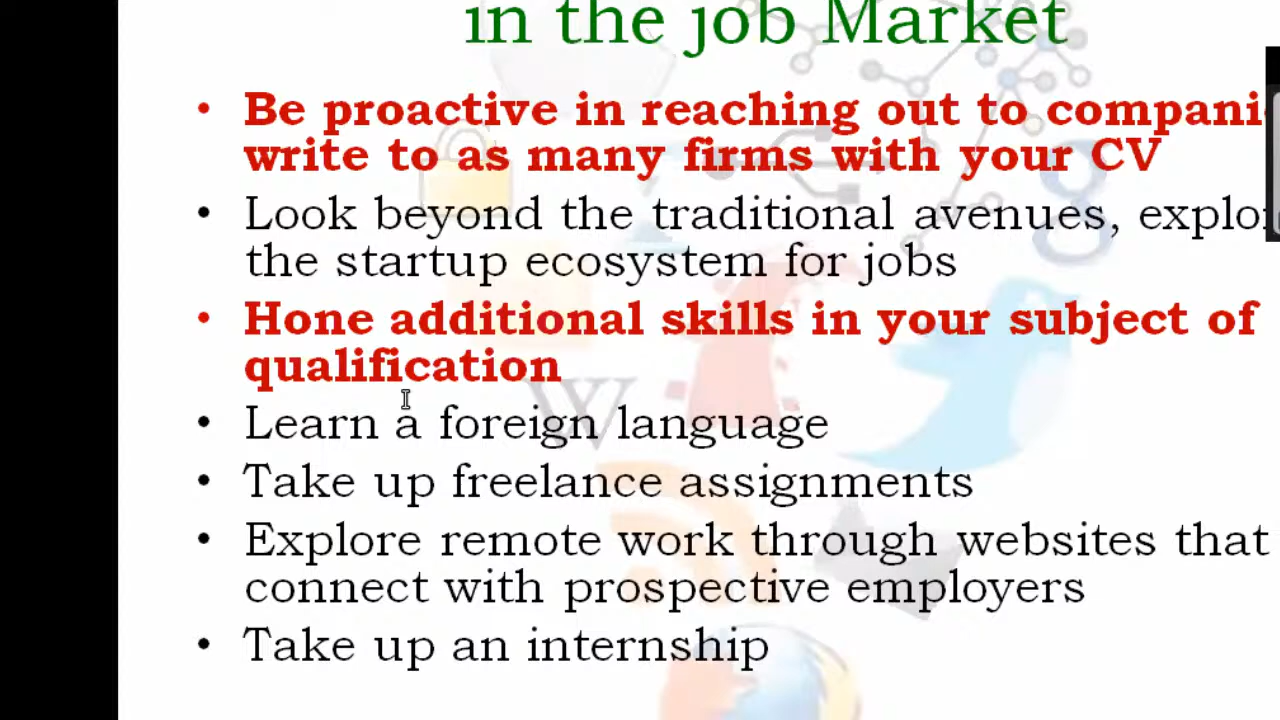 in the job Market
• Be proactive in reaching out to compani
write to as many firms with your CV
• Look beyond the traditional avenues, explo
the startup ecosystem for jobs
• Hone additional skills in your subject of
qualification
• Learn a foreign language
• Take up freelance assignments
• Explore remote work through websites that
connect with prospective employers
• Take up an internship